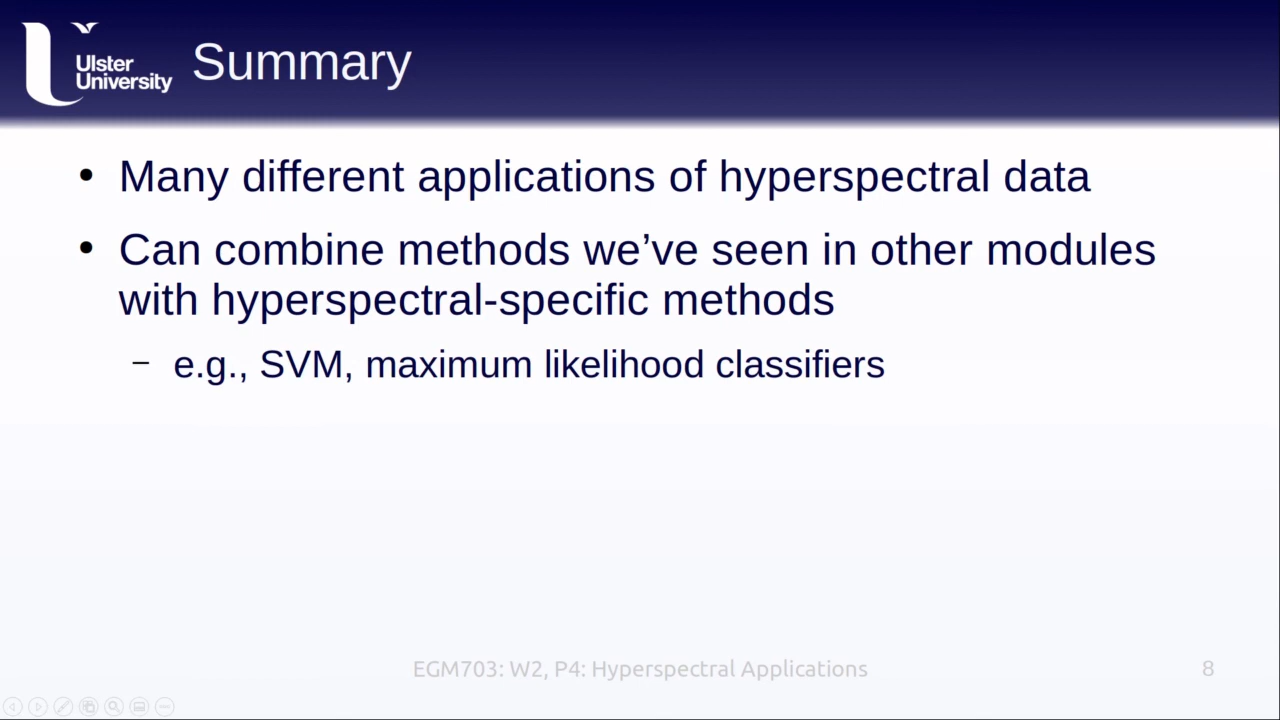 Ulster
University
Summary
• Many different applications of hyperspectral data
• Can combine methods we’ve seen in other modules
with hyperspectral-specific methods
– e.g., SVM, maximum likelihood classifiers
EGM703: W2, P4: Hyperspectral Applications
8